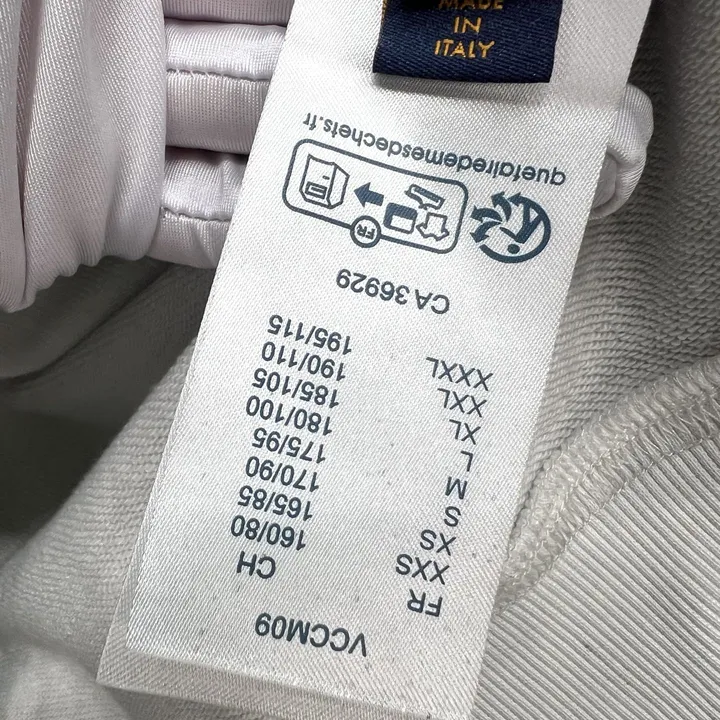 MADE
IN
ITALY
VCCM09
FR CH
XXS 160/80
XS 165/85
S 170/90
M 175/95
L 180/100
XL 185/105
XXL 190/110
XXXL 195/115
CA 36929
FR
quefairedemesdechets.fr